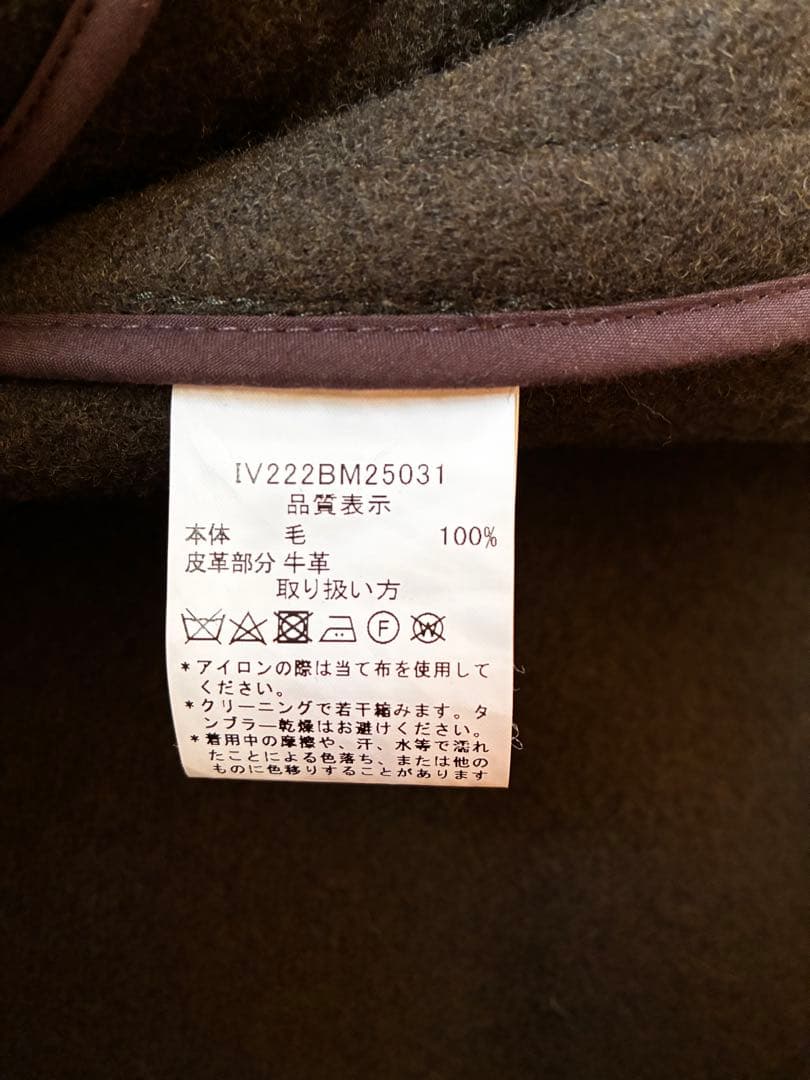 IV222BM25031
品質表示
本体 毛 100%
皮革部分 牛革
取り扱い方
F W
*アイロンの際は当て布を使用して
ください。
*クリーニングで若干縮みます。タ
ンブラー乾燥はお避けください。
*着用中の摩擦や、汗、水等で濡れ
たことによる色落ち、または他の
ものに色移りすることがあります